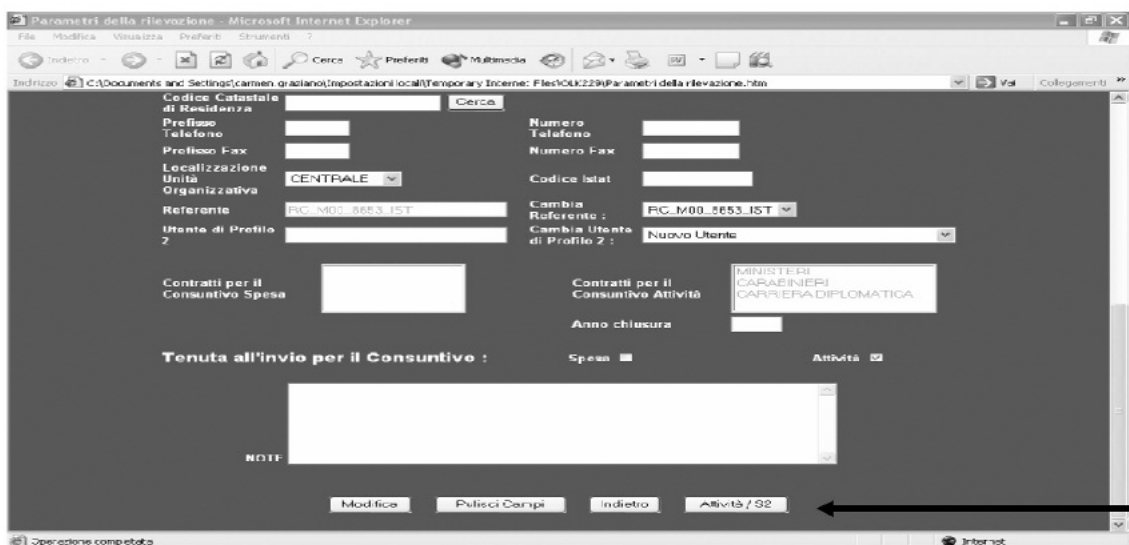 Parametri della rilevazione - Microsoft Internet Explorer
File Modifica Visualizza Preferiti Strumenti ?
Indietro Cerca Preferiti Multimedia
Indirizzo C:\Documents and Settings\carmen.graziano\Impostazioni locali\Temporary Internet Files\OLK229\Parametri della rilevazione.htm Vai Collegamenti »
Codice Catastale di Residenza Cerca
Prefisso Telefono Numero Telefono
Prefisso Fax Numero Fax
Localizzazione Unità Organizzativa CENTRALE Codice Istat
Referente RC_M00_8653_IST Cambia Referente : RC_M00_8653_IST
Utente di Profilo 2 Cambia Utente di Profilo 2 : Nuovo Utente
Contratti per il Consuntivo Spesa Contratti per il Consuntivo Attività
MINISTERI
CARABINIERI
CARRIERA DIPLOMATICA
Anno chiusura
Tenuta all'invio per il Consuntivo : Spesa Attività
NOTE
Modifica Pulisci Campi Indietro Attività / S2
Operazione completata Internet